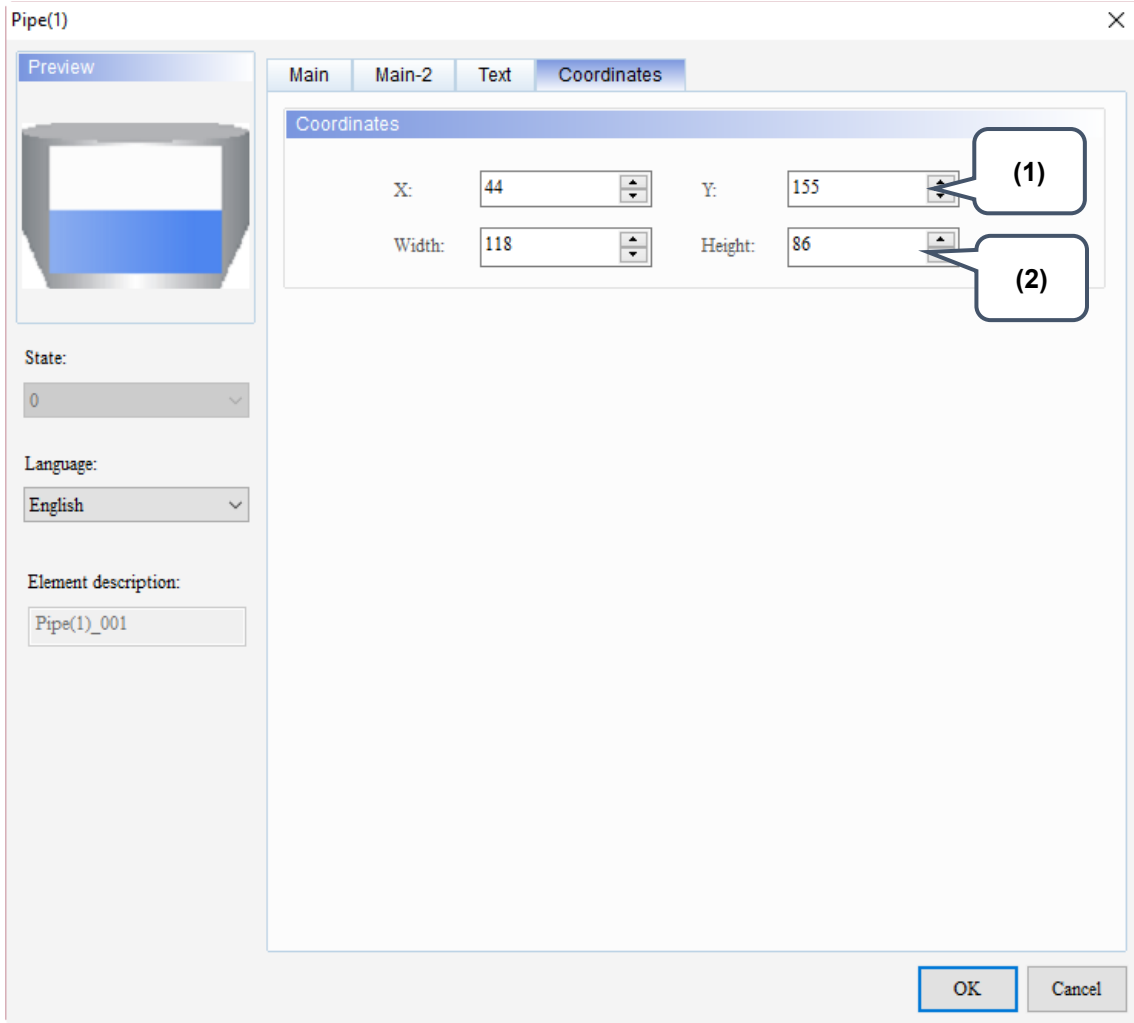 Pipe(1)
Preview
Main Main-2 Text Coordinates
Coordinates
X: 44 Y: 155 (1)
Width: 118 Height: 86 (2)
State:
0
Language:
English
Element description:
Pipe(1)_001
OK Cancel